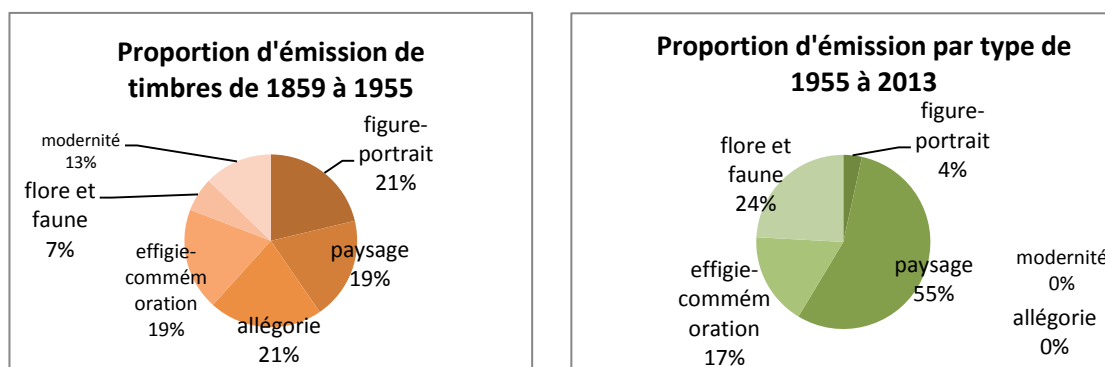 Proportion d'émission de
timbres de 1859 à 1955
figure-
portrait
21%
paysage
19%
allégorie
21%
effigie-
commém
oration
19%
flore et
faune
7%
modernité
13%
Proportion d'émission par type de
1955 à 2013
figure-
portrait
4%
paysage
55%
modernité
0%
allégorie
0%
effigie-
commém
oration
17%
flore et
faune
24%